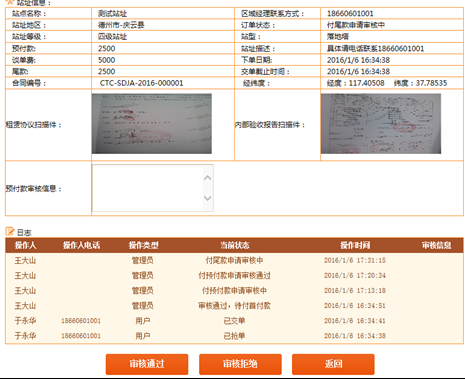 站址信息：
站点名称： 测试站址 区域经理联系方式： 18660601001
站址地区： 德州市-庆云县 订单状态： 付尾款申请审核中
站址等级： 四级站址 站型： 落地塔
预付款： 2500 站址描述： 具体请电话联系18660601001
谈单费： 5000 下单日期： 2016/1/6 16:34:38
尾款： 2500 交单截止时间： 2016/1/6 16:34:38
合同编号： CTC-SDJA-2016-000001 经纬度： 经度：117.40508 纬度：37.78535
租赁协议扫描件： 内部验收报告扫描件：
预付款审核信息：
日志
操作人 操作人电话 操作类型 当前状态 操作时间 审核信息
王大山 管理员 付尾款申请审核中 2016/1/6 17:31:15
王大山 管理员 付预付款申请审核通过 2016/1/6 17:20:34
王大山 管理员 付预付款申请审核中 2016/1/6 17:13:18
王大山 管理员 审核通过，待付首付款 2016/1/6 16:34:51
于永华 18660601001 用户 已交单 2016/1/6 16:34:41
于永华 18660601001 用户 已抢单 2016/1/6 16:34:38
审核通过 审核拒绝 返回